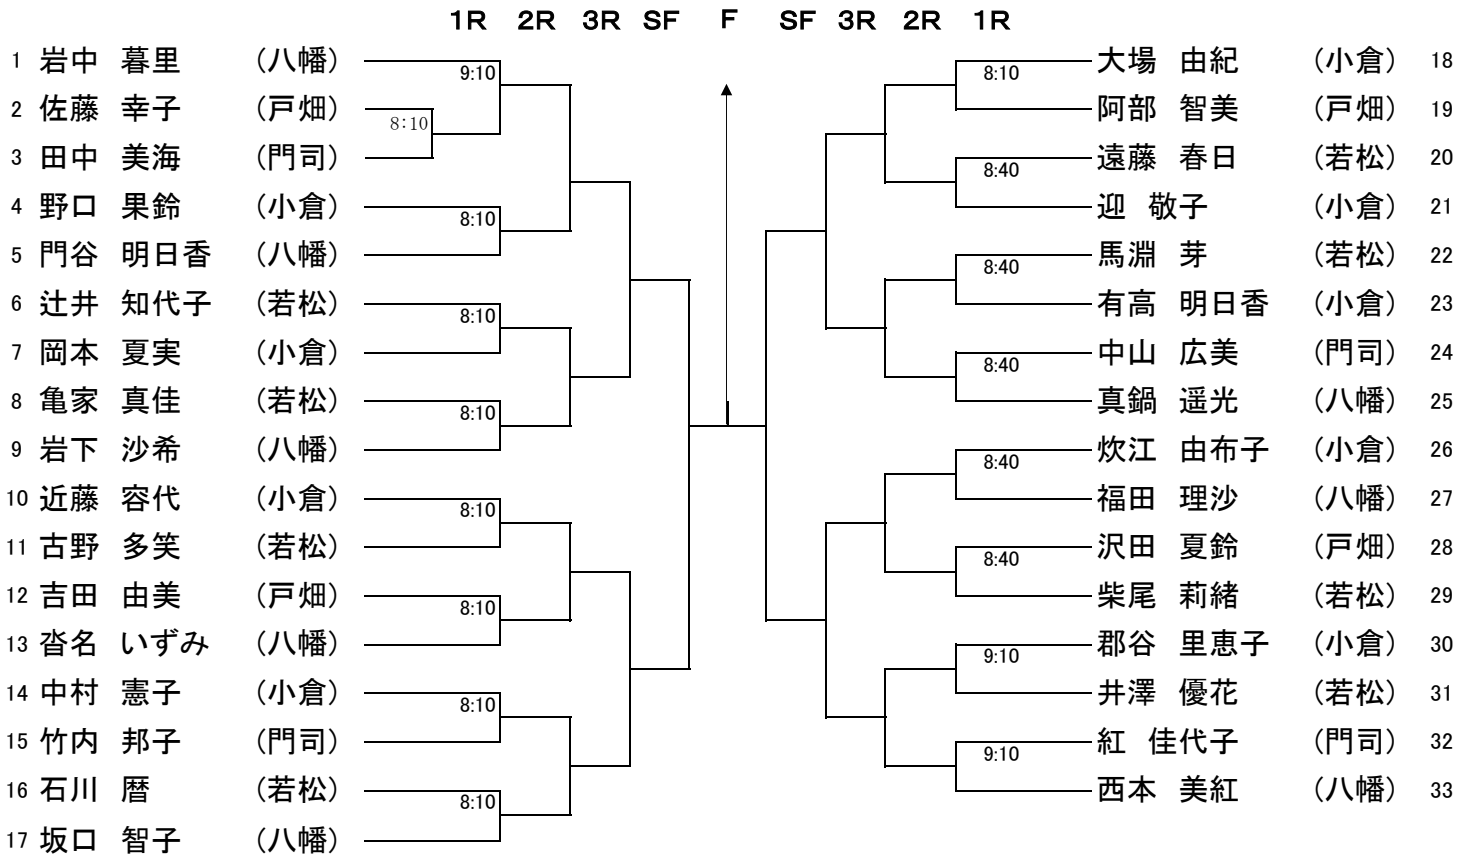 1R 2R 3R SF F SF 3R 2R 1R
1 岩中 暮里 (八幡)
9:10
2 佐藤 幸子 (戸畑)
8:10
3 田中 美海 (門司)
4 野口 果鈴 (小倉)
8:10
5 門谷 明日香 (八幡)
6 辻井 知代子 (若松)
8:10
7 岡本 夏実 (小倉)
8 亀家 真佳 (若松)
8:10
9 岩下 沙希 (八幡)
10 近藤 容代 (小倉)
8:10
11 古野 多笑 (若松)
12 吉田 由美 (戸畑)
8:10
13 沓名 いずみ (八幡)
14 中村 憲子 (小倉)
8:10
15 竹内 邦子 (門司)
16 石川 暦 (若松)
8:10
17 坂口 智子 (八幡)
大場 由紀 (小倉) 18
8:10
阿部 智美 (戸畑) 19
遠藤 春日 (若松) 20
8:40
迎 敬子 (小倉) 21
馬淵 芽 (若松) 22
8:40
有高 明日香 (小倉) 23
中山 広美 (門司) 24
8:40
真鍋 遥光 (八幡) 25
炊江 由布子 (小倉) 26
8:40
福田 理沙 (八幡) 27
沢田 夏鈴 (戸畑) 28
8:40
柴尾 莉緒 (若松) 29
郡谷 里恵子 (小倉) 30
9:10
井澤 優花 (若松) 31
紅 佳代子 (門司) 32
9:10
西本 美紅 (八幡) 33